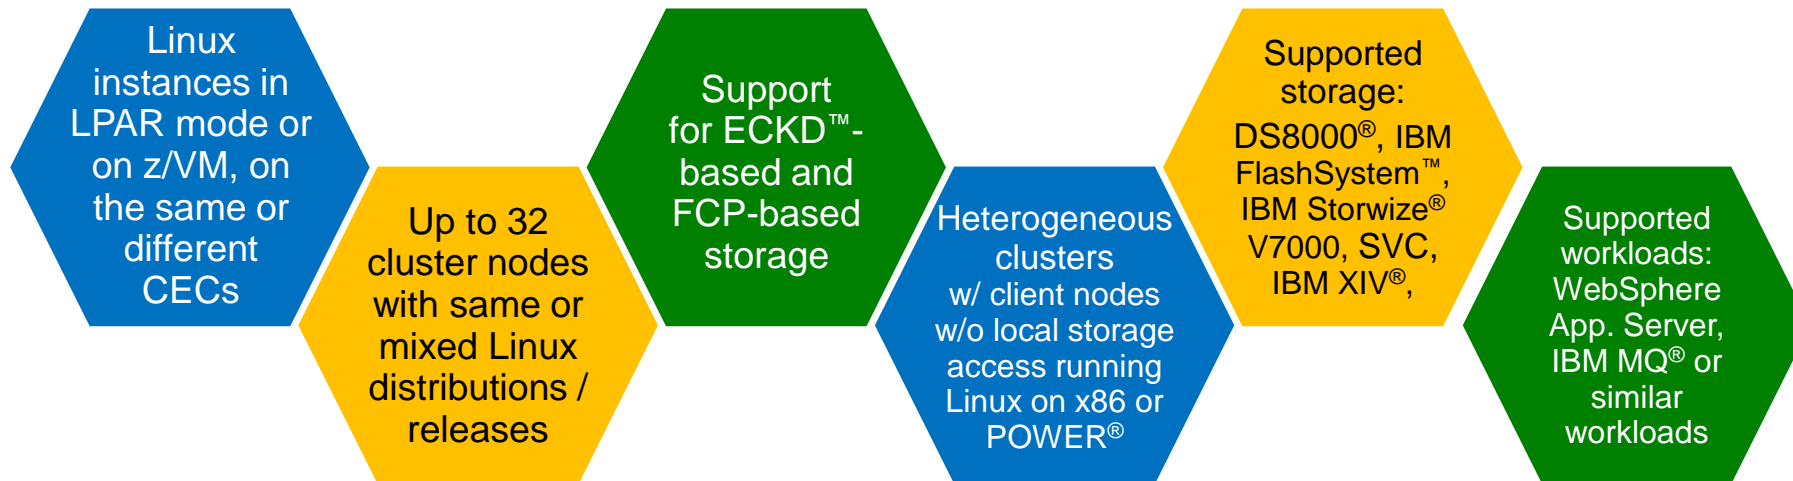 Linux
instances in
LPAR mode or
on z/VM, on
the same or
different
CECs
Up to 32
cluster nodes
with same or
mixed Linux
distributions /
releases
Support
for ECKD™-
based and
FCP-based
storage
Heterogeneous
clusters
w/ client nodes
w/o local storage
access running
Linux on x86 or
POWER®
Supported
storage:
DS8000®, IBM
FlashSystem™,
IBM Storwize®
V7000, SVC,
IBM XIV®,
Supported
workloads:
WebSphere
App. Server,
IBM MQ® or
similar
workloads